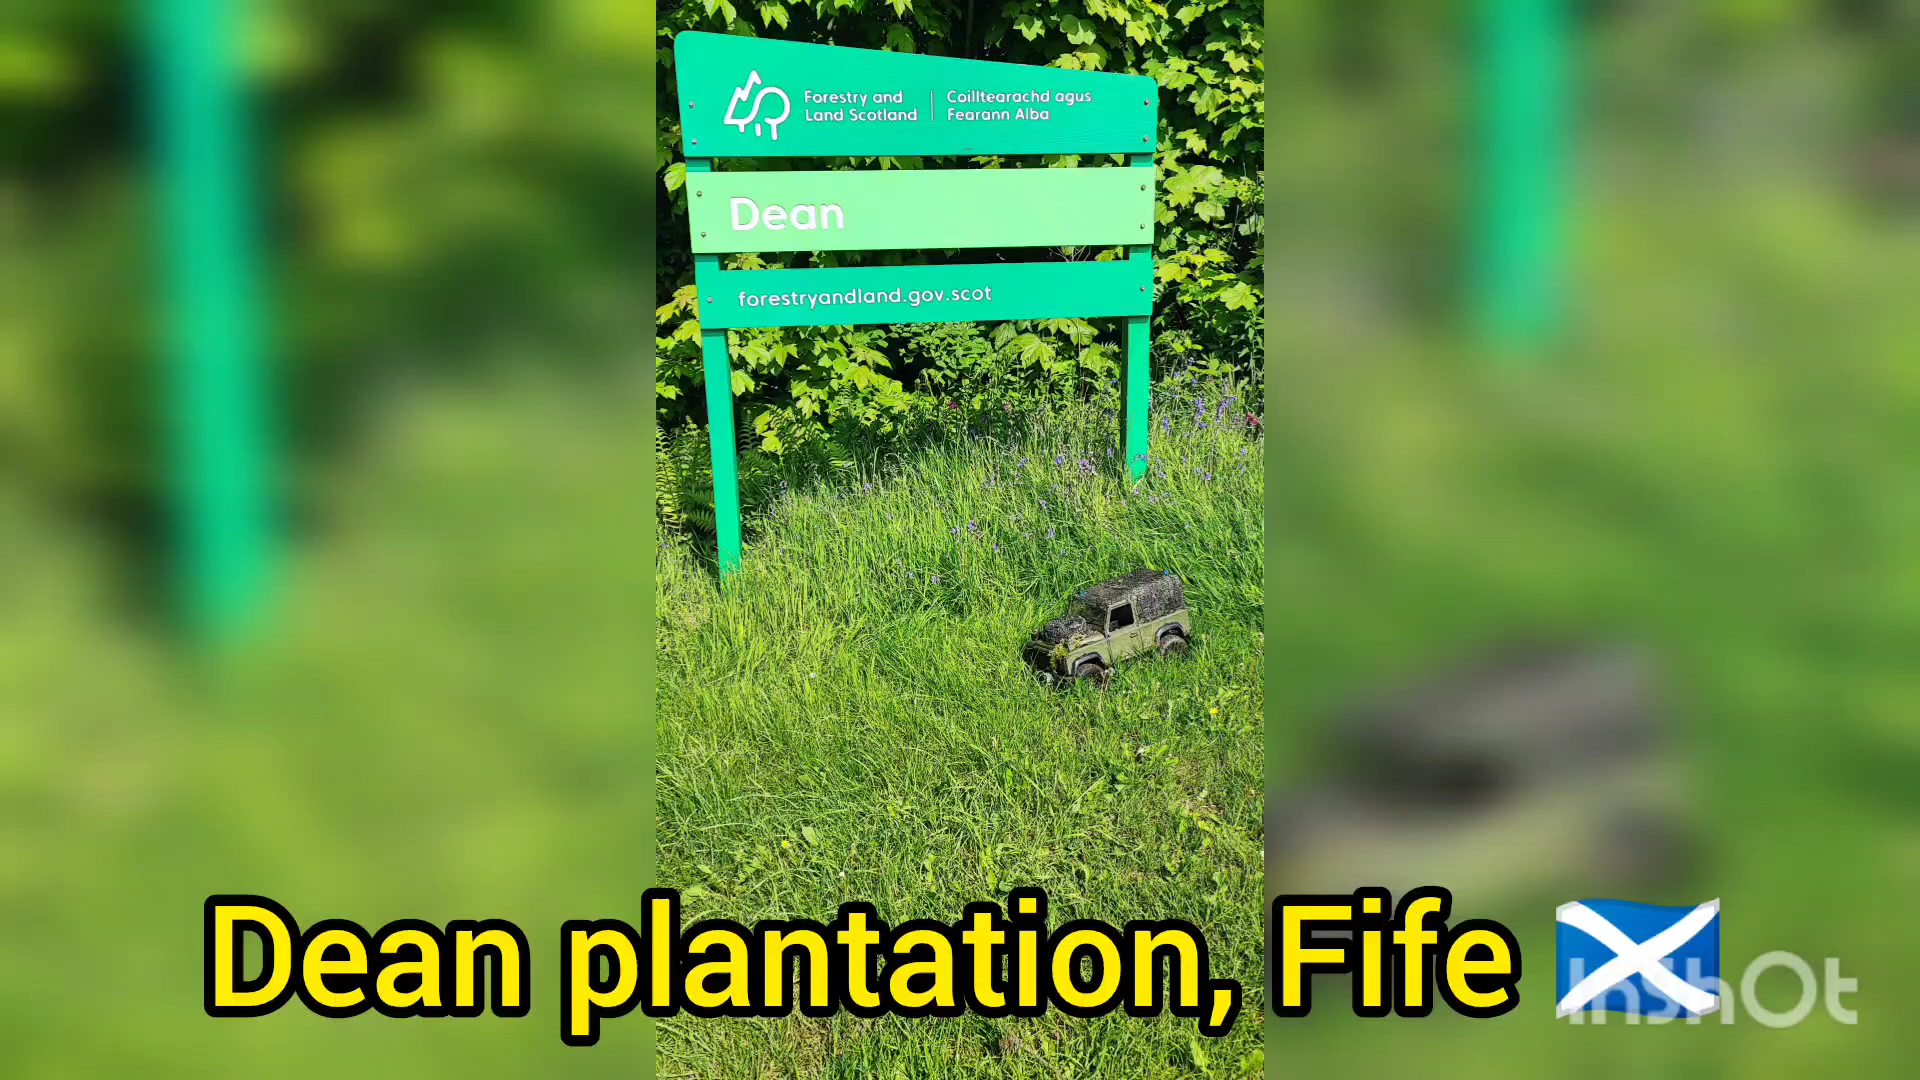 Forestry and
Land Scotland
Coilltearachd agus
Fearann Alba
Dean
forestryandland.gov.scot
Dean plantation, Fife
InShOt